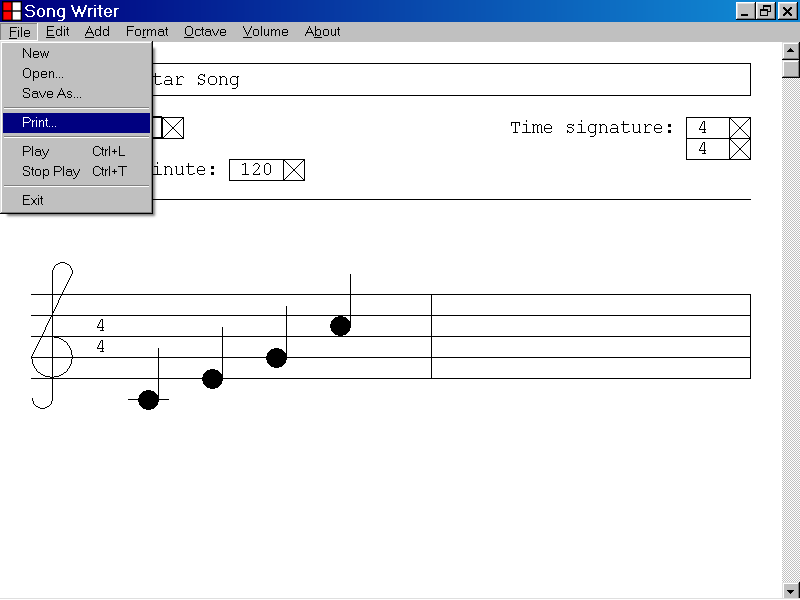 Song Writer
File Edit Add Format Octave Volume About
New
Open...
Save As...
Print...
Play Ctrl+L
Stop Play Ctrl+T
Exit
tar Song
Time signature: 4
4
inute: 120
4
4